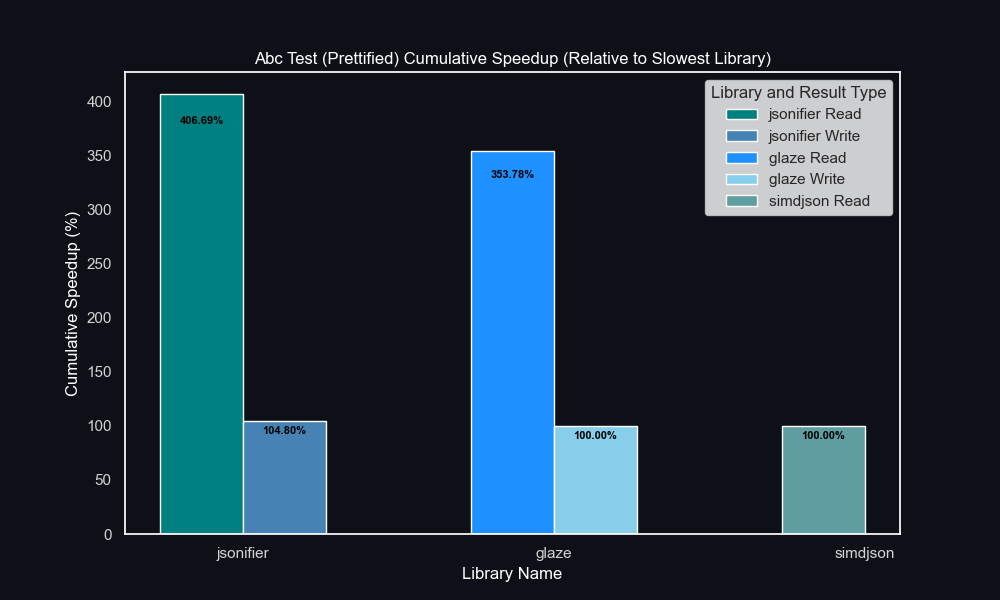 Abc Test (Prettified) Cumulative Speedup (Relative to Slowest Library)
Library and Result Type
jsonifier Read
jsonifier Write
glaze Read
glaze Write
simdjson Read
Cumulative Speedup (%)
400
350
300
250
200
150
100
50
0
406.69%
104.80%
353.78%
100.00%
100.00%
jsonifier
glaze
simdjson
Library Name